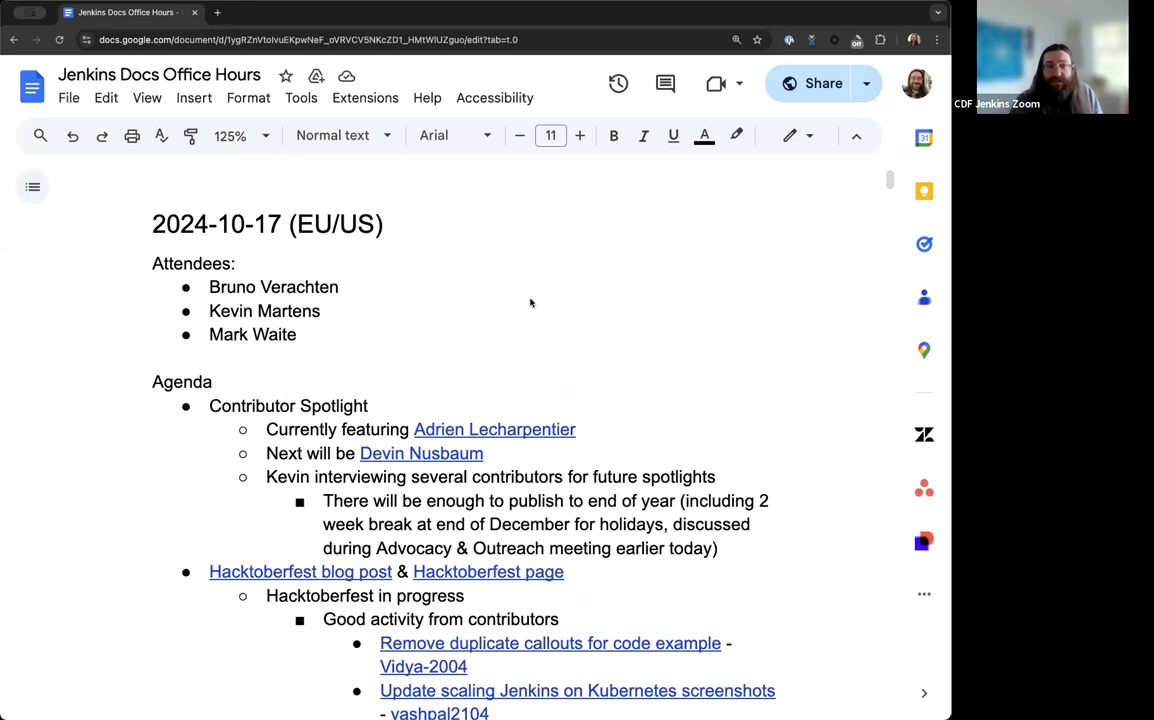 Jenkins Docs Office Hours -
docs.google.com/document/d/1ygRZnVtoIvuEKpwNeF_oVRVCV5NKcZD1_HMtWlUZguo/edit?tab=t.0
Off
Jenkins Docs Office Hours
File Edit View Insert Format Tools Extensions Help Accessibility
Share
125% Normal text Arial 11 B I U A
31
CDF Jenkins Zoom
2024-10-17 (EU/US)
Attendees:
● Bruno Verachten
● Kevin Martens
● Mark Waite
Agenda
● Contributor Spotlight
○ Currently featuring Adrien Lecharpentier
○ Next will be Devin Nusbaum
○ Kevin interviewing several contributors for future spotlights
■ There will be enough to publish to end of year (including 2
week break at end of December for holidays, discussed
during Advocacy & Outreach meeting earlier today)
● Hacktoberfest blog post & Hacktoberfest page
○ Hacktoberfest in progress
■ Good activity from contributors
● Remove duplicate callouts for code example -
Vidya-2004
● Update scaling Jenkins on Kubernetes screenshots
- yashpal2104